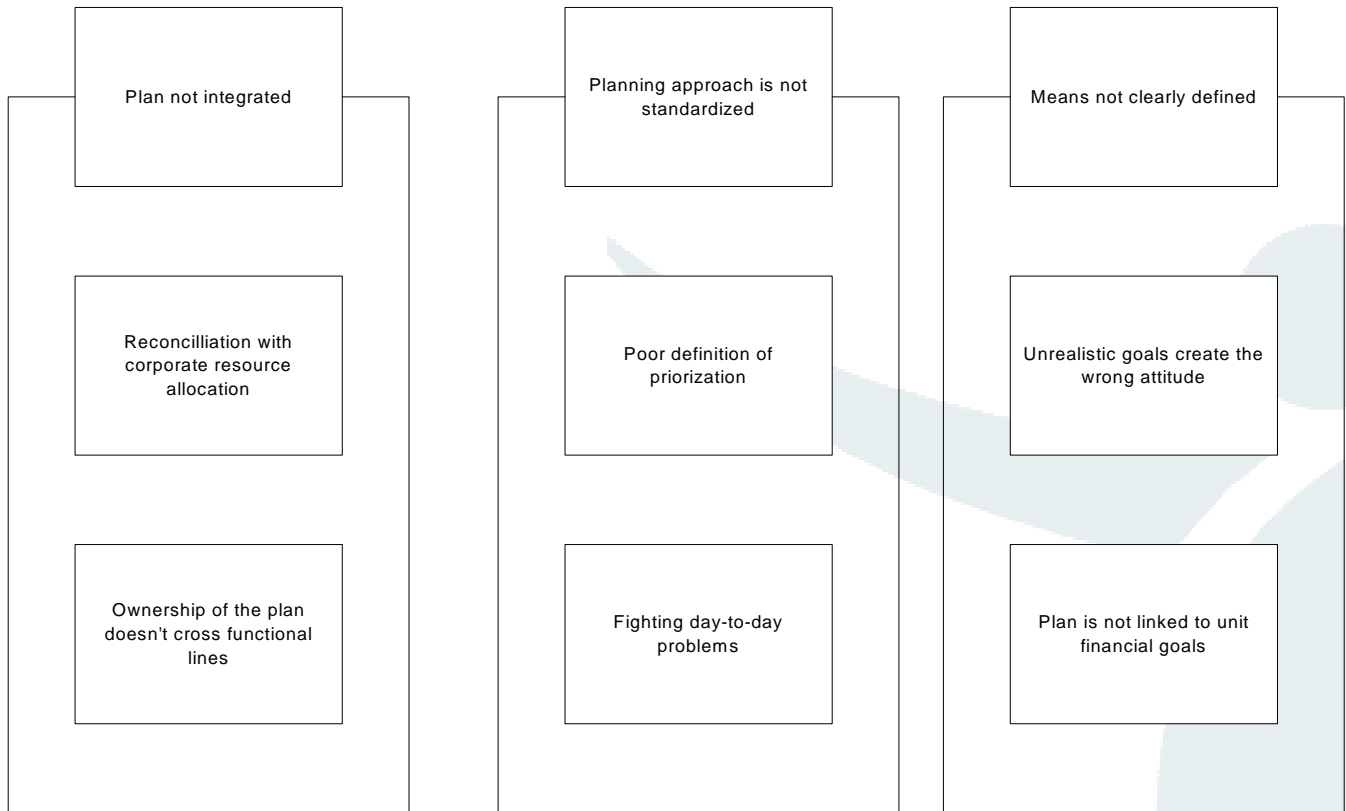 Plan not integrated
Reconcilliation with
corporate resource
allocation
Ownership of the plan
doesn't cross functional
lines
Planning approach is not
standardized
Poor definition of
priorization
Fighting day-to-day
problems
Means not clearly defined
Unrealistic goals create the
wrong attitude
Plan is not linked to unit
financial goals